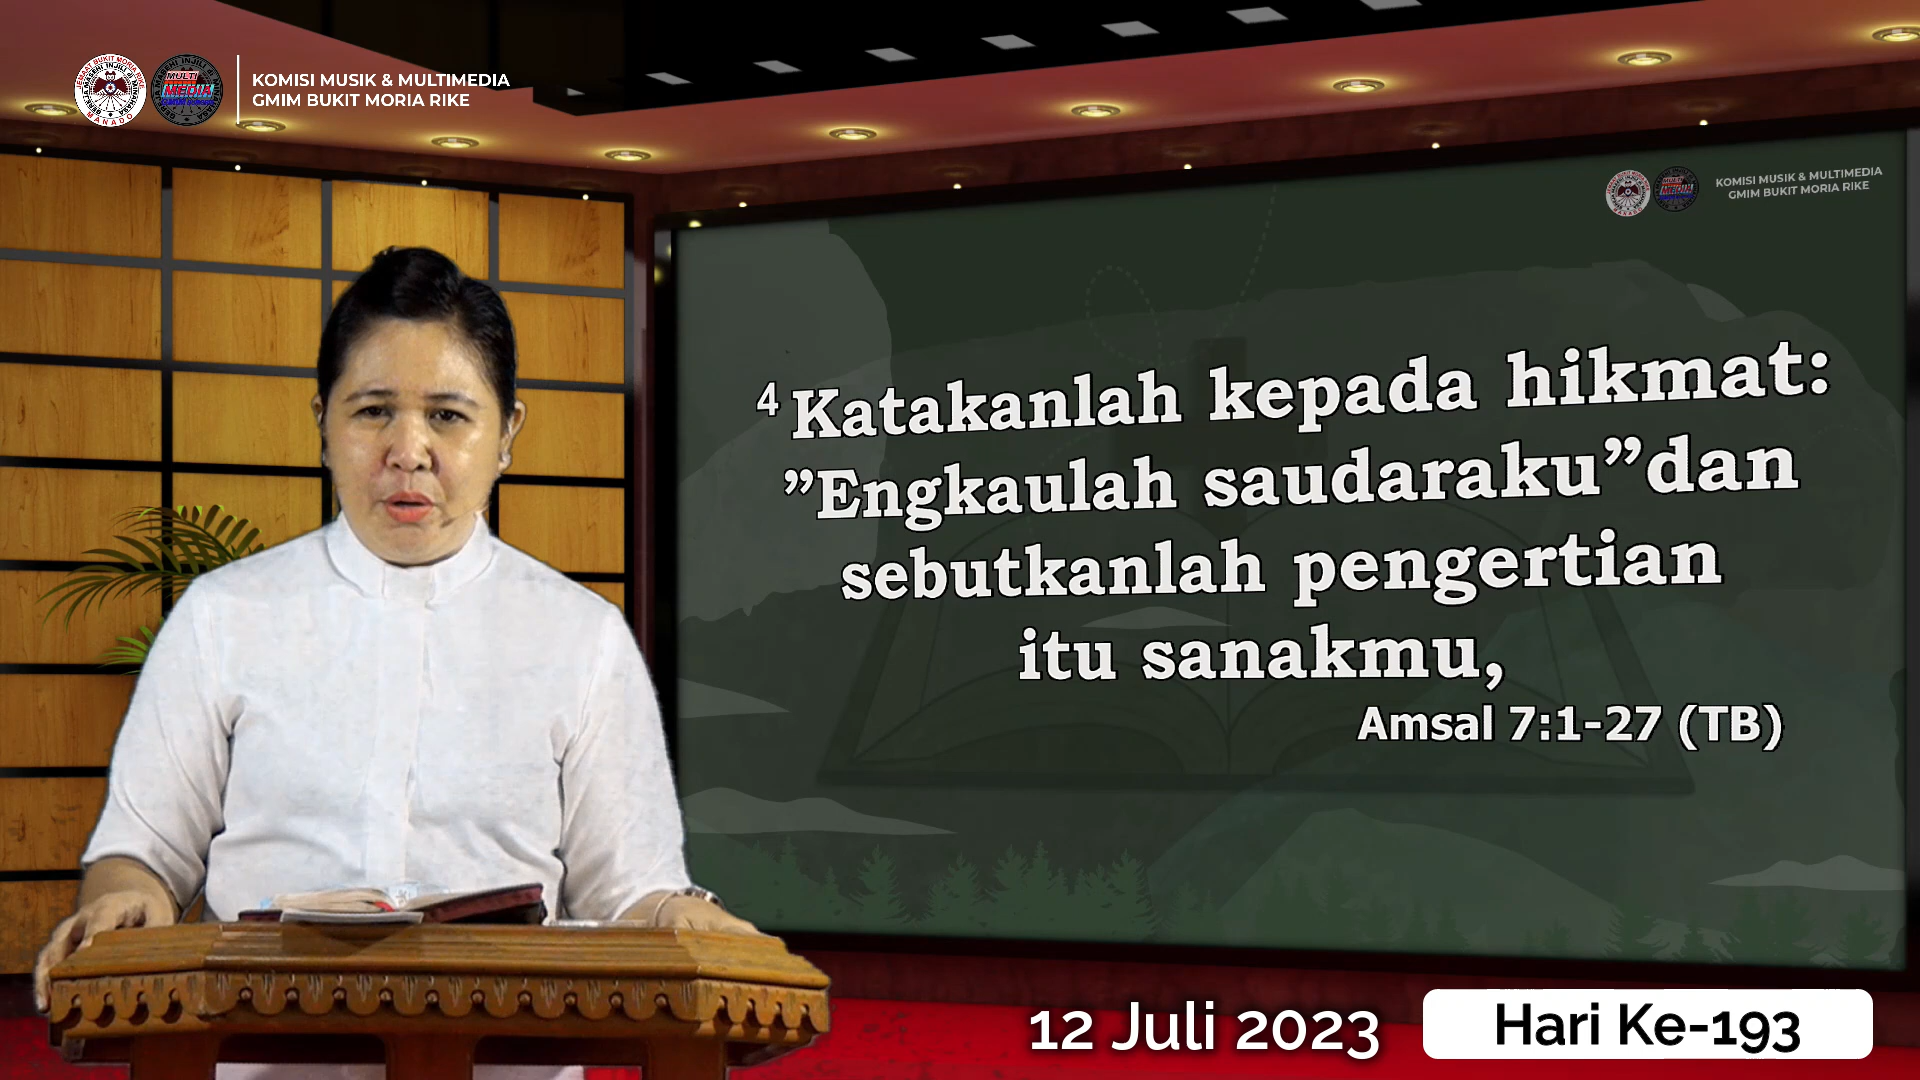 KOMISI MUSIK & MULTIMEDIA
GMIM BUKIT MORIA RIKE
KOMISI MUSIK & MULTIMEDIA
GMIM BUKIT MORIA RIKE
4 Katakanlah kepada hikmat:
”Engkaulah saudaraku”dan
sebutkanlah pengertian
itu sanakmu,
Amsal 7:1-27 (TB)
12 Juli 2023
Hari Ke-193